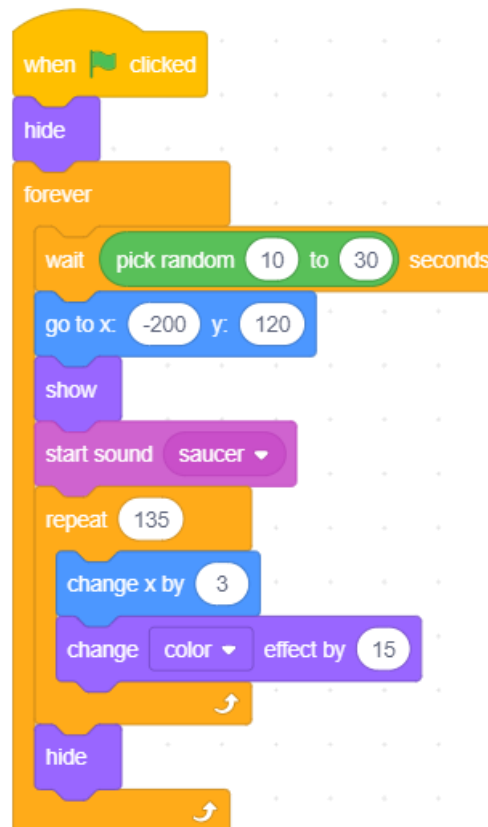 when clicked
hide
forever
wait pick random 10 to 30 seconds
go to x: -200 y: 120
show
start sound saucer
repeat 135
change x by 3
change color effect by 15
hide